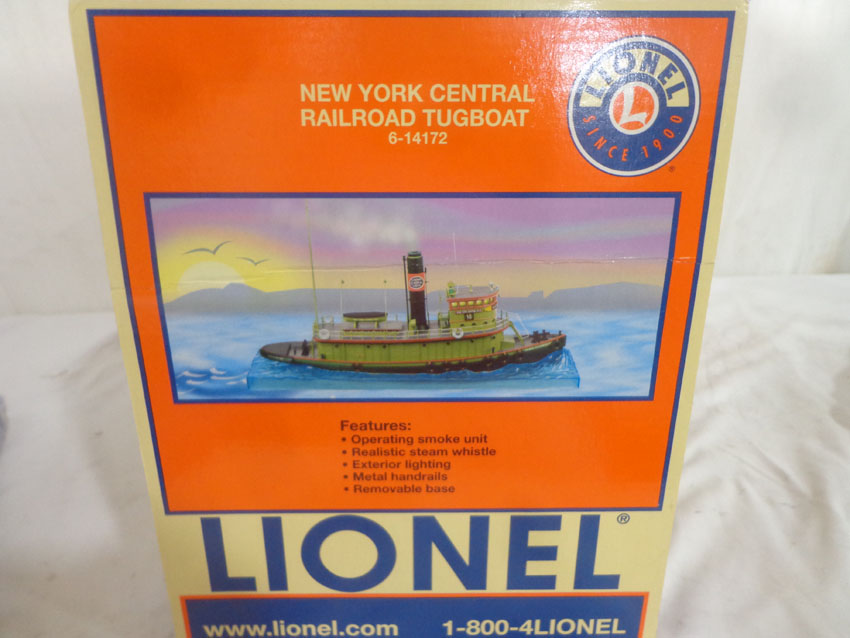 NEW YORK CENTRAL
RAILROAD TUGBOAT
6-14172
LIONEL
L
SINCE 1900
®
Features:
• Operating smoke unit
• Realistic steam whistle
• Exterior lighting
• Metal handrails
• Removable base
LIONEL®
www.lionel.com 1-800-4LIONEL